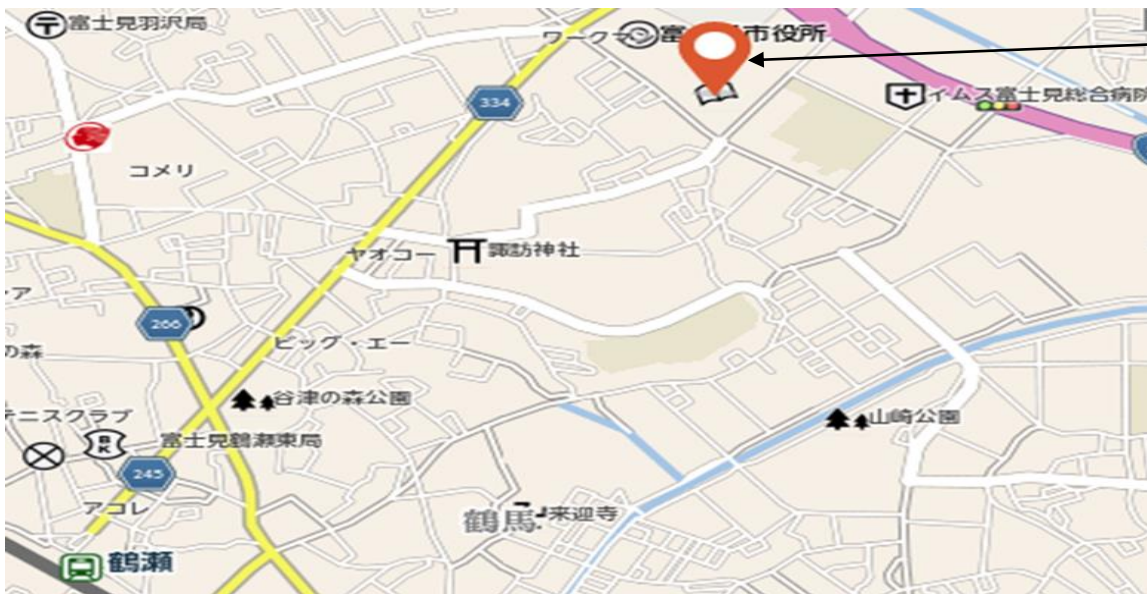 富士見羽沢局
ワークマ
富
市役所
334
イムス富士見総合病院
コメリ
ヤオコー
諏訪神社
ア
266
の森
ビッグ・エー
谷津の森公園
テニスクラブ
山崎公園
BK
富士見鶴瀬東局
245
アコレ
鶴馬
来迎寺
鶴瀬